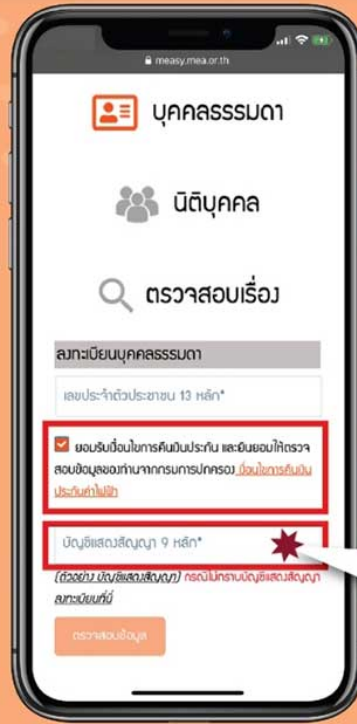 measy.mea.or.th
บุคคลธรรมดา
นิติบุคคล
ตรวจสอบเรื่อง
ลงทะเบียนบุคคลธรรมดา
เลขประจำตัวประชาชน 13 หลัก*
ยอมรับเงื่อนไขการคืนเงินประกัน และยินยอมให้ตรวจ
สอบข้อมูลของท่านจากกรมการปกครอง เงื่อนไขการคืนเงิน
ประกันค่าไฟฟ้า
บัญชีแสดงสัญญา 9 หลัก*
(ตัวอย่าง บัญชีแสดงสัญญา) กรณีไม่ทราบบัญชีแสดงสัญญา
ลงทะเบียนที่นี่
ตรวจสอบข้อมูล